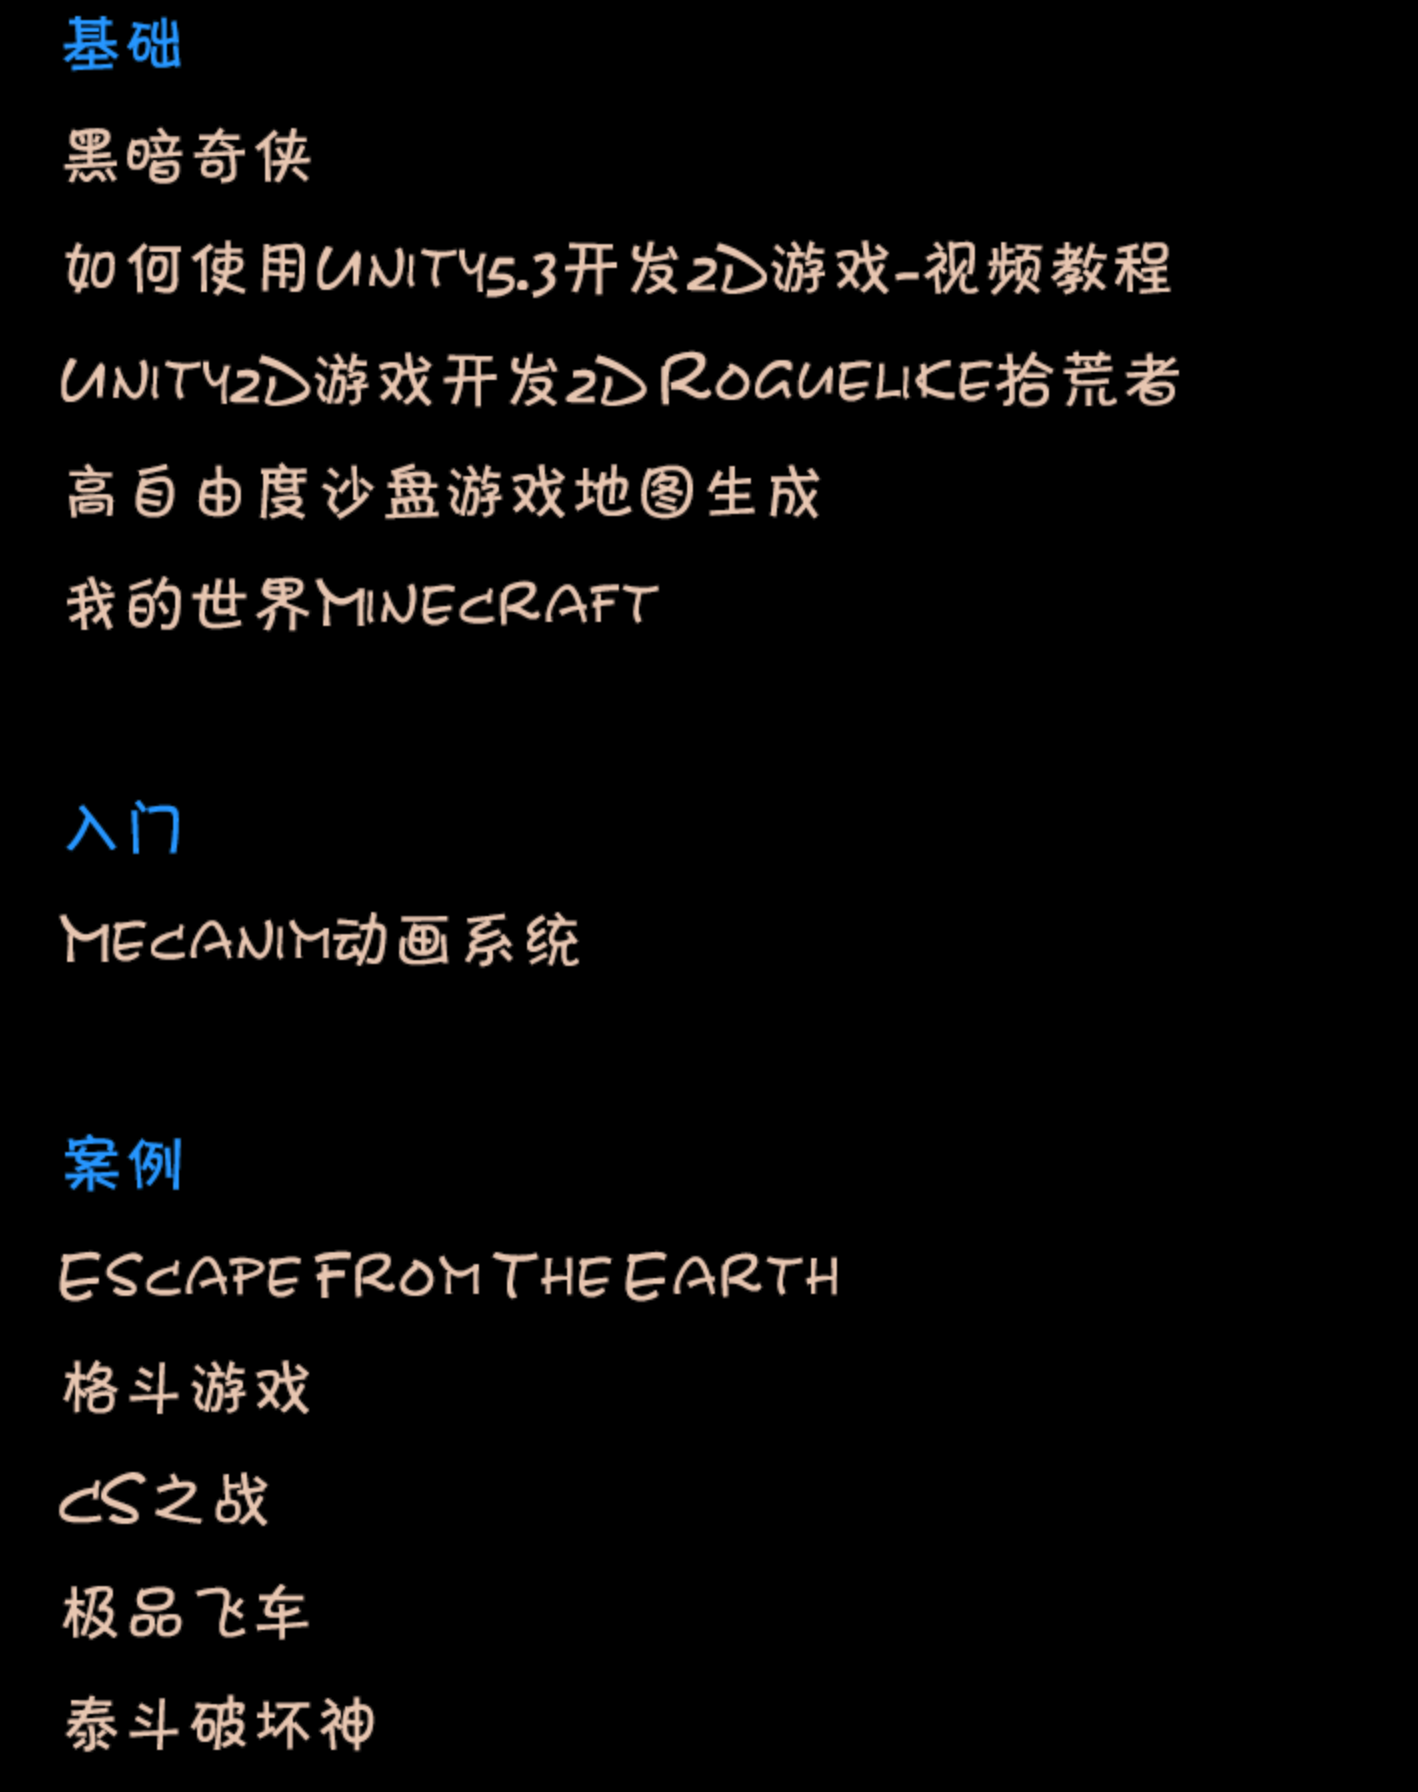 基础
黑暗奇侠
如何使用Unity5.3开发2D游戏-视频教程
Unity2D游戏开发2D Roguelike拾荒者
高自由度沙盘游戏地图生成
我的世界Minecraft
入门
Mecanim动画系统
案例
Escape From The Earth
格斗游戏
CS之战
极品飞车
泰斗破坏神